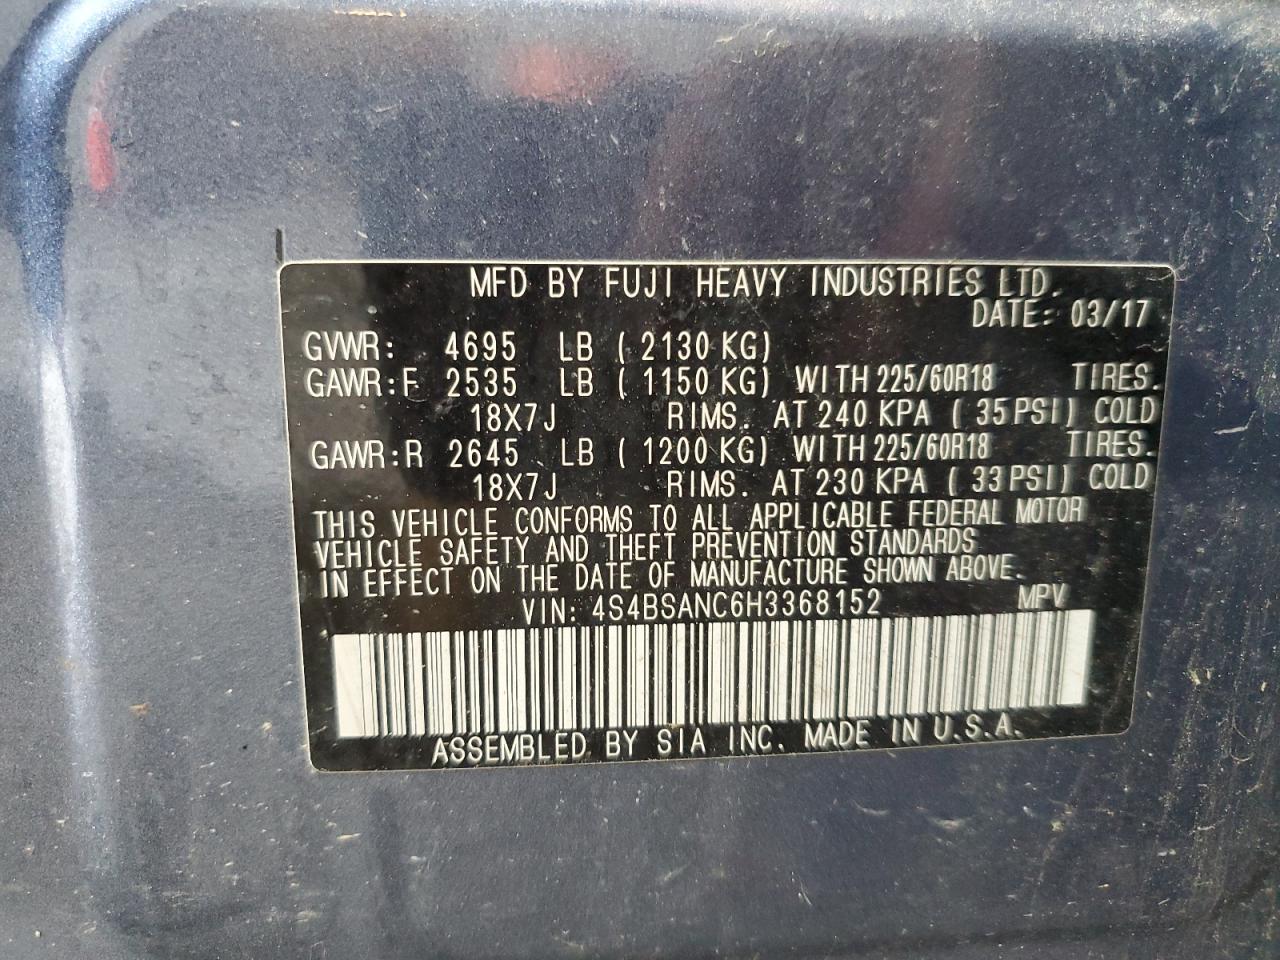 MFD BY FUJI HEAVY INDUSTRIES LTD.
DATE: 03/17
GVWR: 4695 LB ( 2130 KG)
GAWR:F 2535 LB ( 1150 KG) WITH 225/60R18 TIRES.
18X7J RIMS. AT 240 KPA ( 35 PSI) COLD
GAWR:R 2645 LB ( 1200 KG) WITH 225/60R18 TIRES.
18X7J RIMS. AT 230 KPA ( 33 PSI) COLD
THIS VEHICLE CONFORMS TO ALL APPLICABLE FEDERAL MOTOR
VEHICLE SAFETY AND THEFT PREVENTION STANDARDS
IN EFFECT ON THE DATE OF MANUFACTURE SHOWN ABOVE.
VIN: 4S4BSANC6H3368152 MPV
ASSEMBLED BY SIA INC. MADE IN U.S.A.